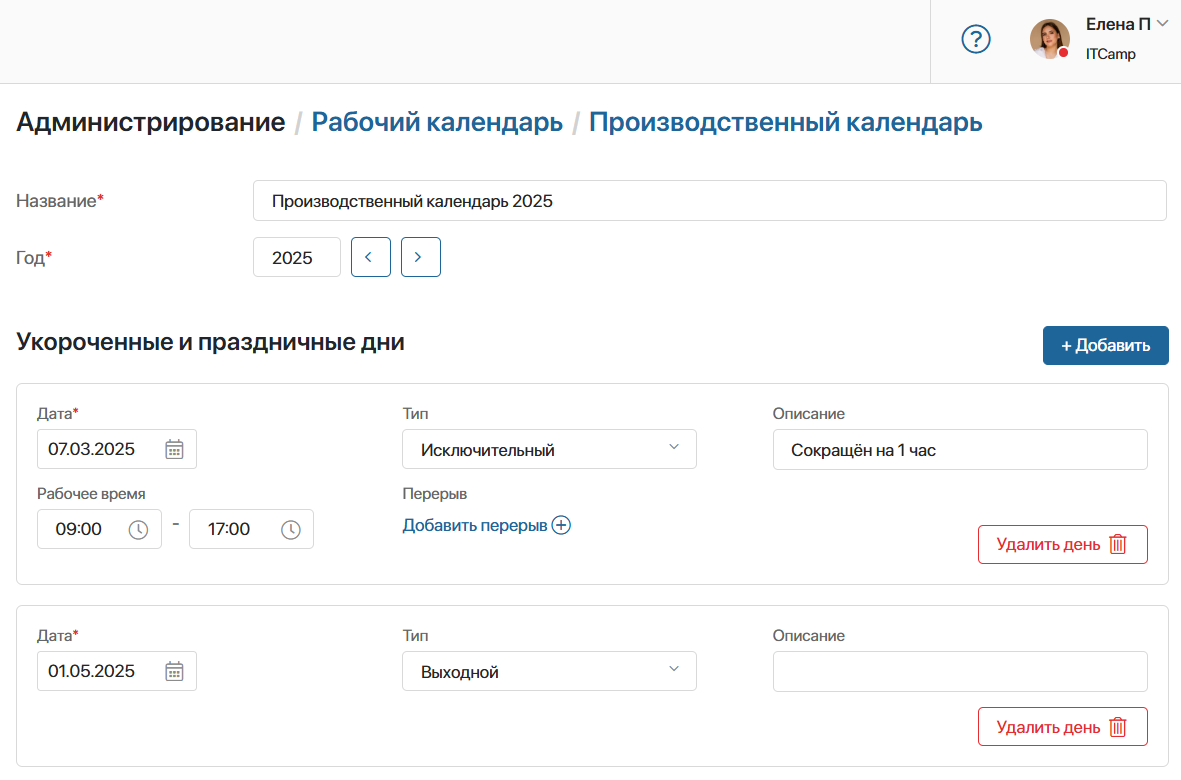 Елена П
ITCamp
Администрирование / Рабочий календарь / Производственный календарь
Название* Производственный календарь 2025
Год* 2025 < >
Укороченные и праздничные дни + Добавить
Дата* Тип Описание
07.03.2025 Исключительный Сокращён на 1 час
Рабочее время Перерыв
09:00 - 17:00 Добавить перерыв
Удалить день
Дата* Тип Описание
01.05.2025 Выходной
Удалить день